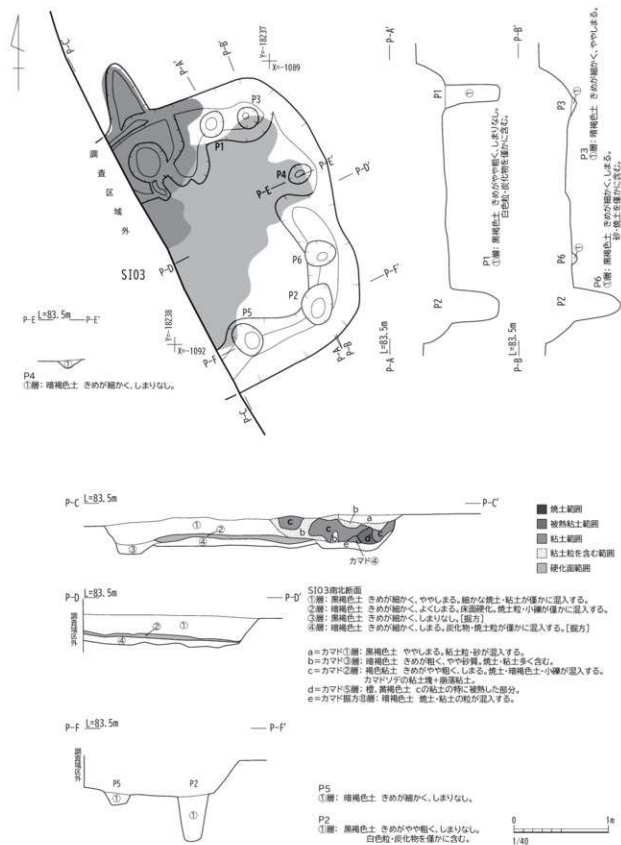 P-C
P-A
P-B
Y=-18237
X=-1089
P3
P1
P4
P-E
P-E'
P-D'
調査区域外
P-D
SI03
P6
P2
P5
P-F'
P-F
Y=-18238
X=-1092
P-A'
P-B'
P-C'
P-E L=83.5m P-E'
①
P4
①層:暗褐色土 きめが細かく、しまりなし。
P-A'
P1
①
P2
P-A L=83.5m
P1
①層:黒褐色土 きめがやや粗く、しまりなし。
白色粒・炭化物を僅かに含む。
P-B'
P3
①
P6
①
P2
P-B L=83.5m
P3
①層:暗褐色土 きめが細かく、ややしまる。
P6
①層:黒褐色土 きめが細かく、しまる。
砂・焼土を僅かに含む。
P-C L=83.5m P-C'
① ② ③ ④ a b c d e
カマド④
焼土範囲
被熱粘土範囲
粘土範囲
粘土粒を含む範囲
硬化面範囲
P-D L=83.5m P-D'
調査区域外
① ② ④
SI03南北断面
①層:黒褐色土 きめが細かく、ややしまる。細かな焼土・粘土が僅かに混入する。
②層:暗褐色土 きめが細かく、よくしまる。床面硬化。焼土粒・小礫が僅かに混入する。
③層:黒褐色土 きめが細かく、しまりなし。[掘方]
④層:暗褐色土 きめが細かく、しまる。炭化物・焼土粒が僅かに混入する。[掘方]
a=カマド①層:黒褐色土 ややしまる。粘土粒・砂が混入する。
b=カマド③層:暗褐色土 きめが粗く、やや砂質。焼土・粘土多く含む。
c=カマド②層:褐色粘土 きめがやや粗く、しまる。焼土・暗褐色土・小礫が混入する。
カマドソデの粘土塊+崩落粘土。
d=カマド⑤層:橙、黄褐色土 cの粘土の特に被熱した部分。
e=カマド掘方⑧層:暗褐色土 焼土・粘土の粒が混入する。
P-F L=83.5m P-F'
調査区域外
P5
①
P2
①
P5
①層:暗褐色土 きめが細かく、しまりなし。
P2
①層:黒褐色土 きめがやや粗く、しまりなし。
白色粒・炭化物を僅かに含む。
0 1m
1/40